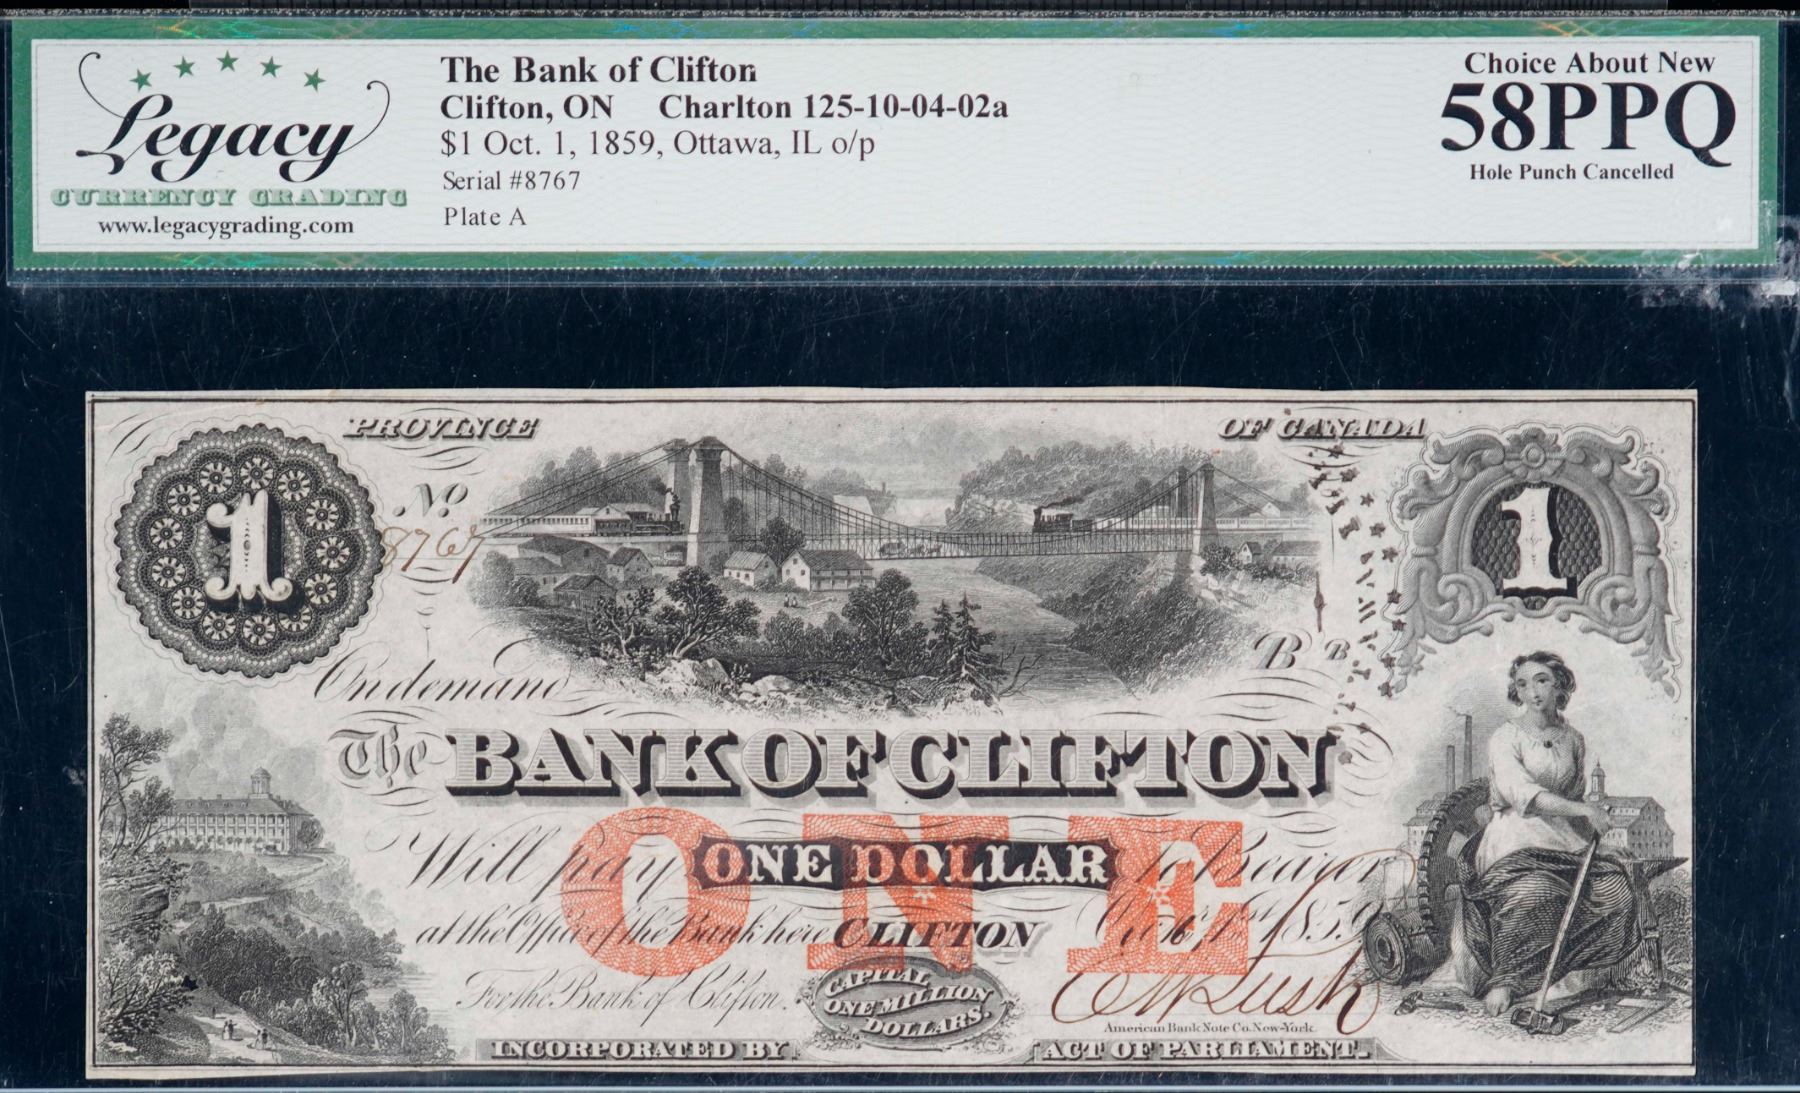 Legacy
CURRENCY GRADING
www.legacygrading.com
The Bank of Clifton
Clifton, ON Charlton 125-10-04-02a
$1 Oct. 1, 1859, Ottawa, IL o/p
Serial #8767
Plate A
Choice About New
58PPQ
Hole Punch Cancelled
PROVINCE OF CANADA
1
No.
8767
1
On demand
B B
The BANK OF CLIFTON
Will pay ONE DOLLAR to Bearer
ONE
at the Office of the Bank here CLIFTON Octr. 1st 1859
For the Bank of Clifton.
CAPITAL
ONE MILLION
DOLLARS.
American Bank Note Co. New-York.
INCORPORATED BY ACT OF PARLIAMENT.